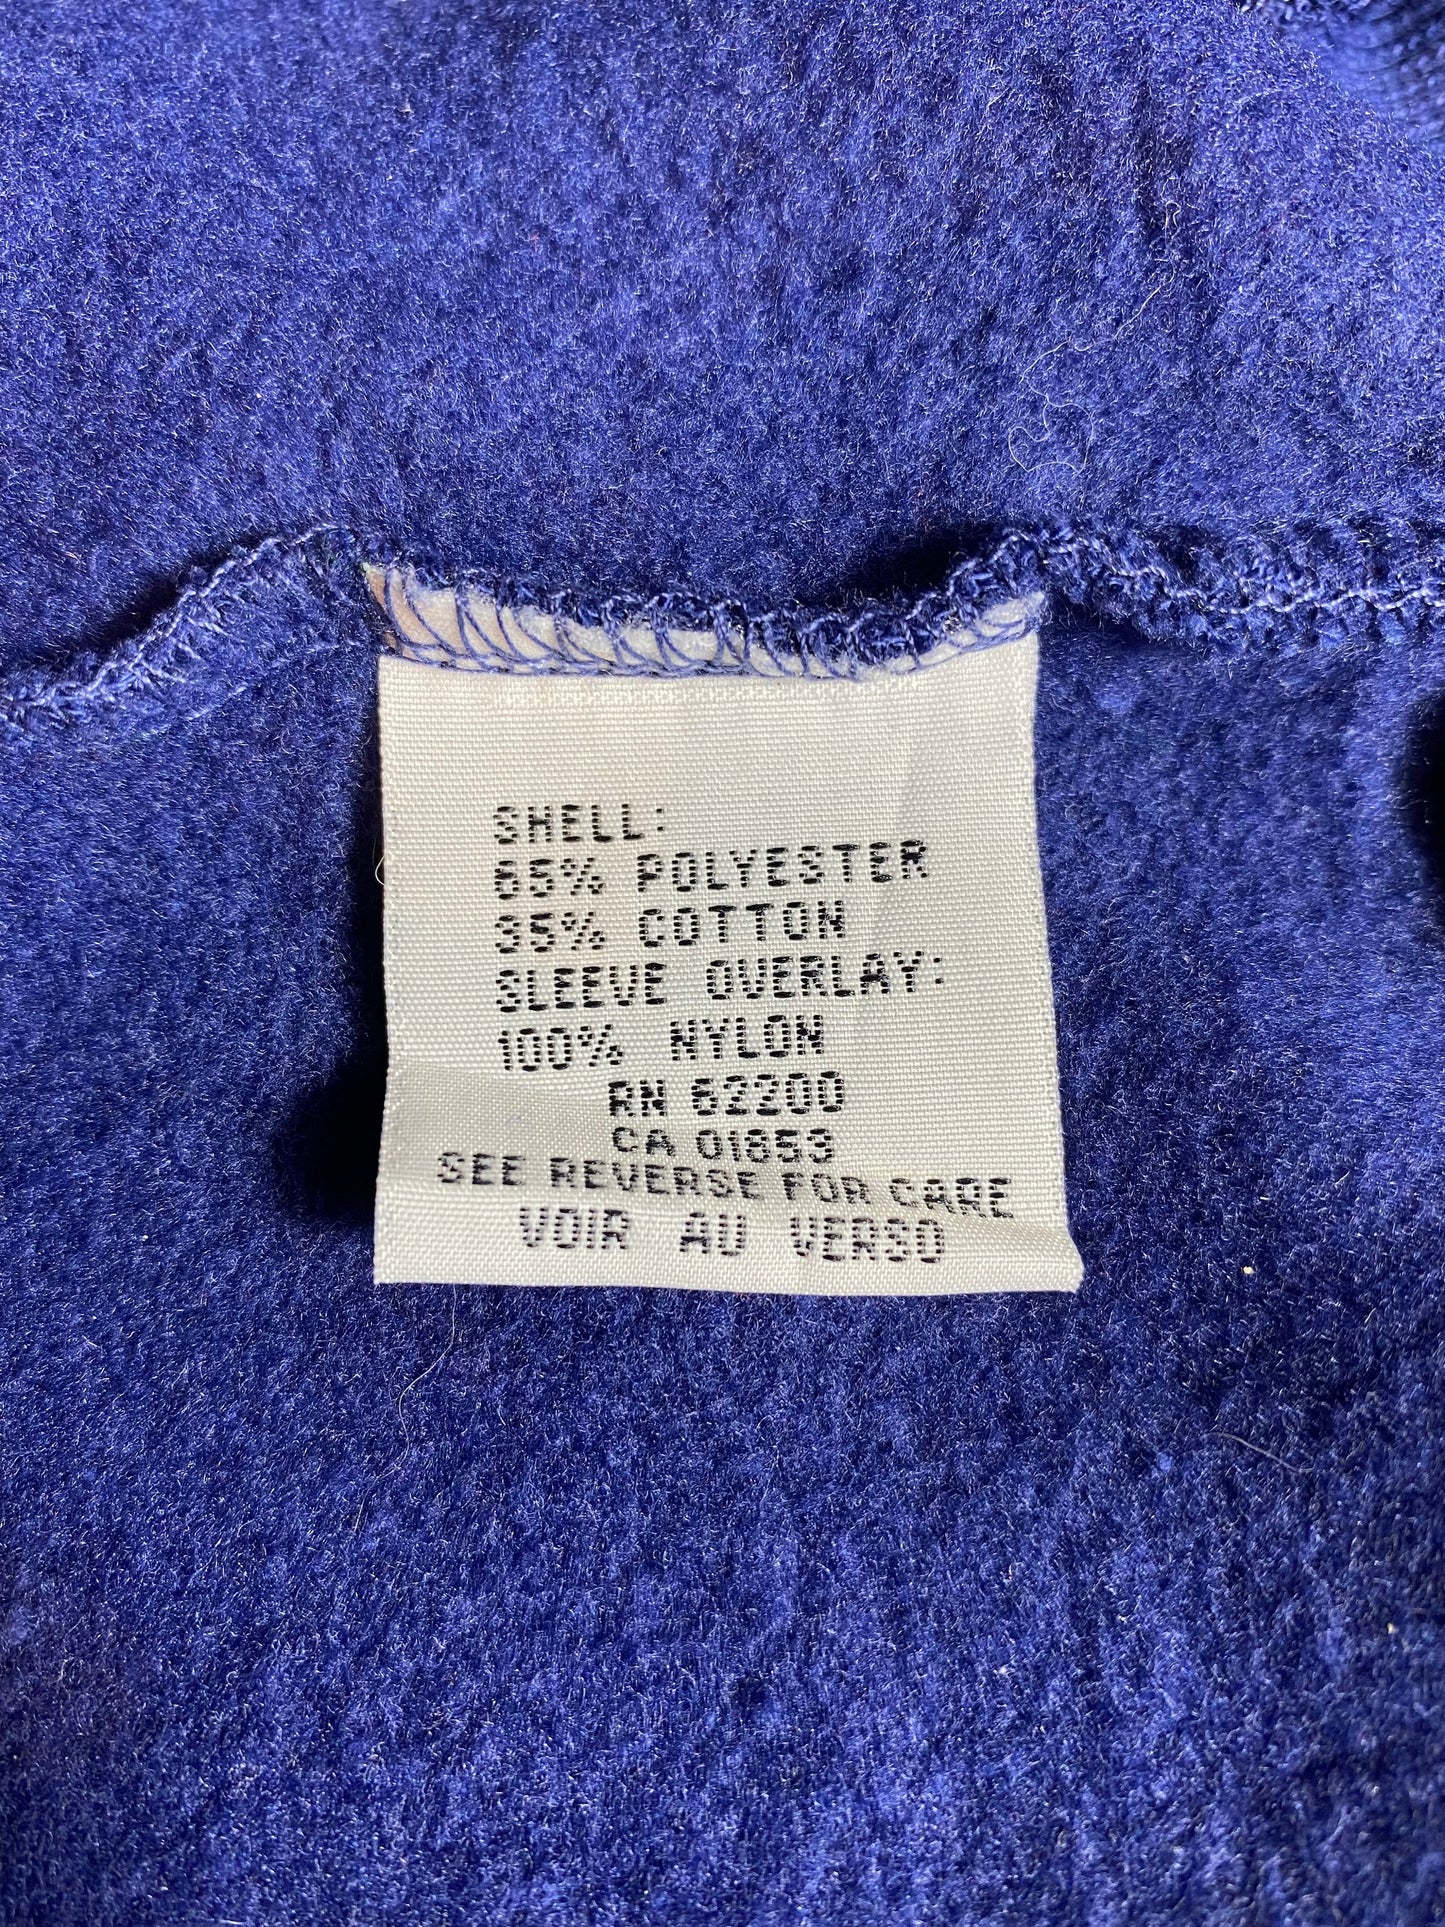 SHELL:
65% POLYESTER
35% COTTON
SLEEVE OVERLAY:
100% NYLON
RN 62200
CA 01853
SEE REVERSE FOR CARE
VOIR AU VERSO